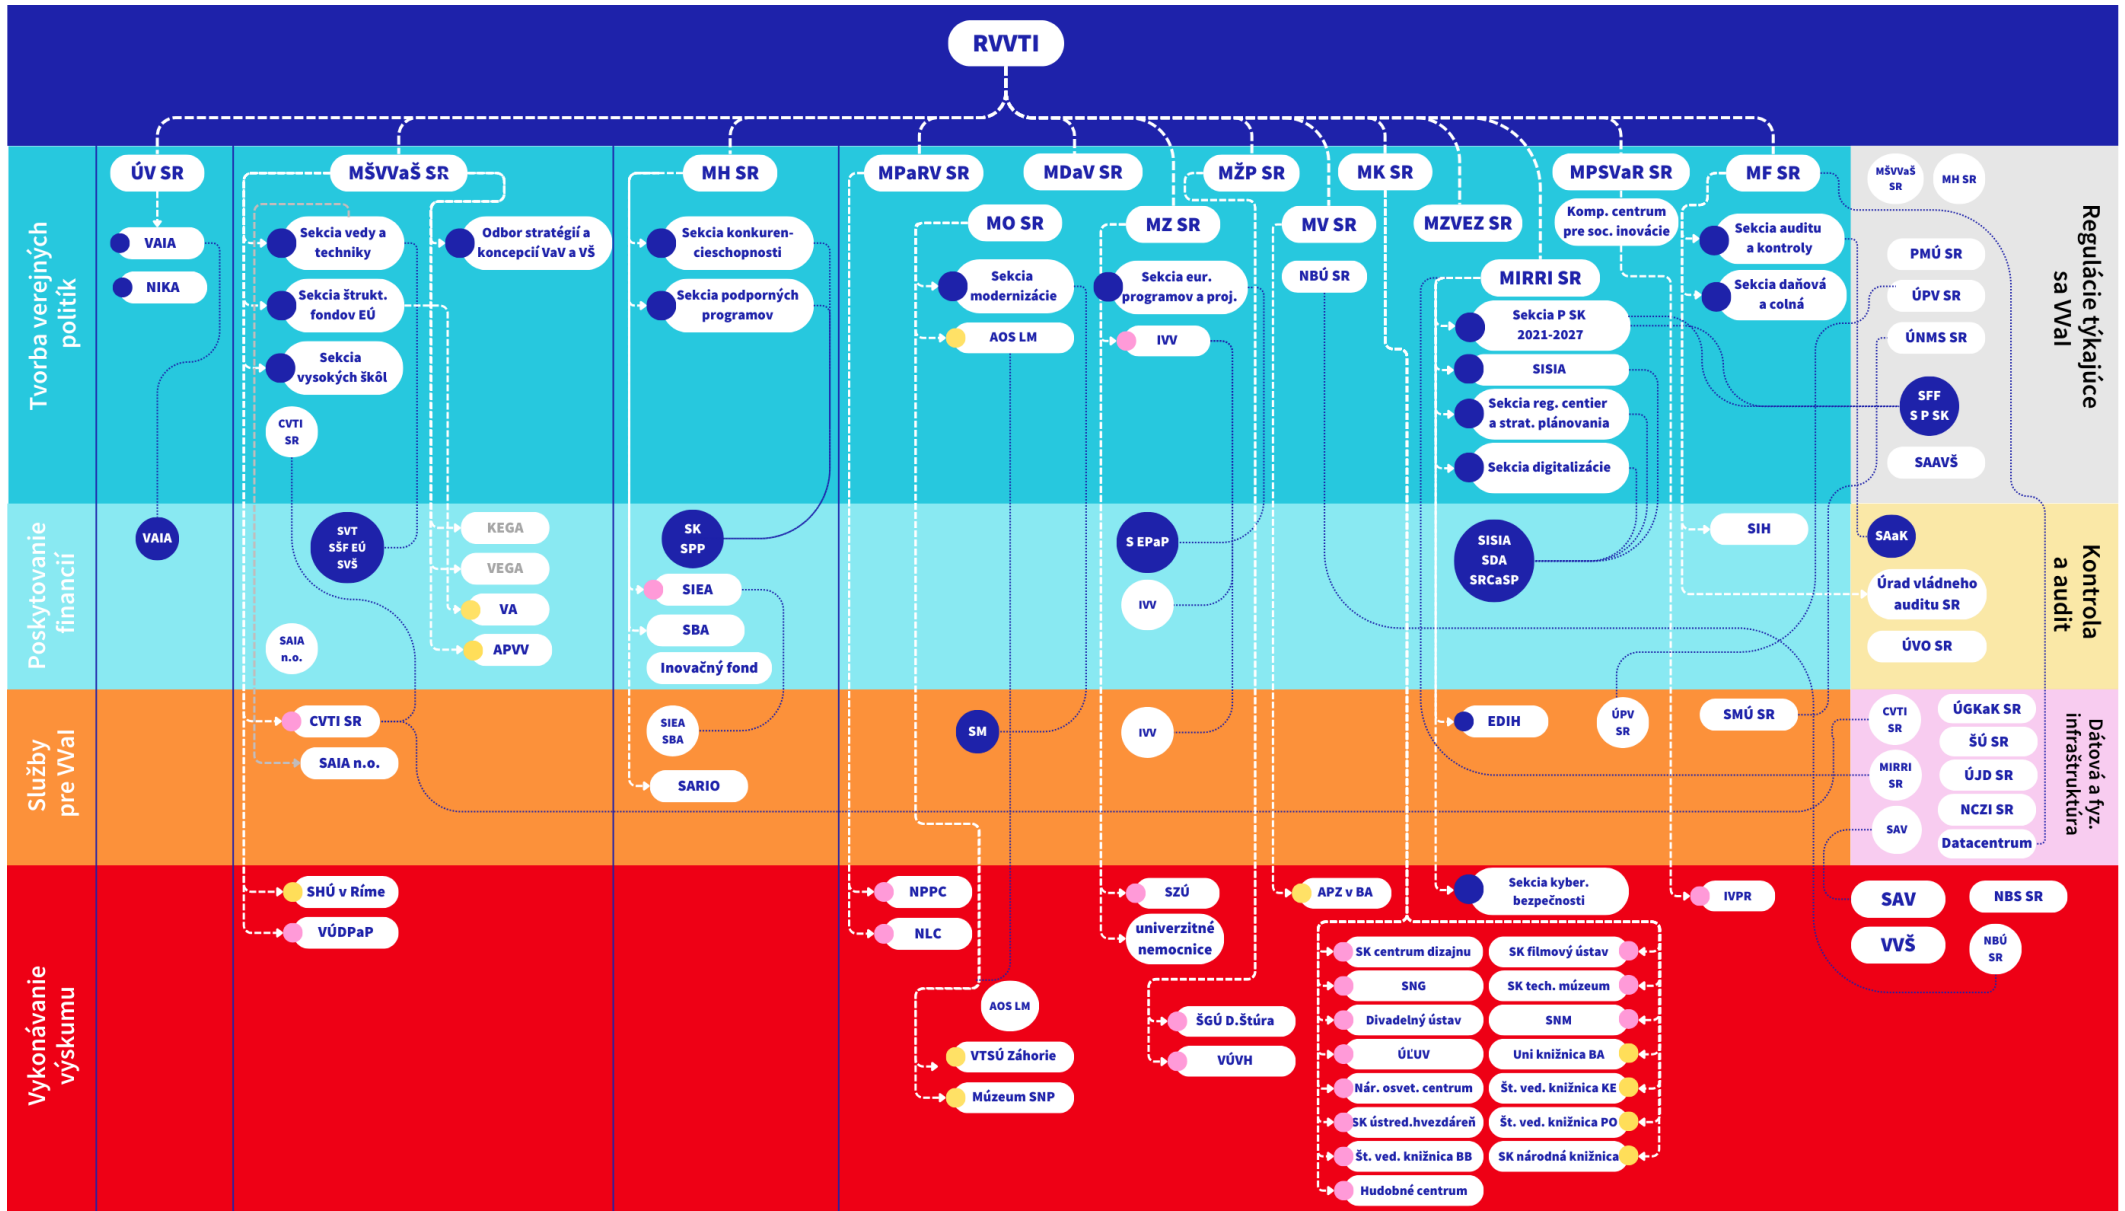 RVVTI
ÚV SR
MŠVVaŠ SR
MH SR
MPaRV SR
MDaV SR
MŽP SR
MK SR
MPSVaR SR
MF SR
MO SR
MZ SR
MV SR
MZVEZ SR
Komp. centrum
pre soc. inovácie
NBÚ SR
MIRRI SR
Tvorba verejných
politík
VAIA
NIKA
Sekcia vedy a
techniky
Odbor stratégií a
koncepcií VaV a VŠ
Sekcia štrukt.
fondov EÚ
Sekcia
vysokých škôl
CVTI
SR
Sekcia konkuren-
cieschopnosti
Sekcia podporných
programov
Sekcia
modernizácie
AOS LM
Sekcia eur.
programov a proj.
IVV
Sekcia P SK
2021-2027
SISIA
Sekcia reg. centier
a strat. plánovania
Sekcia digitalizácie
Sekcia auditu
a kontroly
Sekcia daňová
a colná
MŠVVaŠ
SR
MH SR
PMÚ SR
ÚPV SR
ÚNMS SR
SFF
S P SK
SAAVŠ
Regulácie týkajúce
sa VVaI
Poskytovanie
financií
VAIA
SVT
SŠF EÚ
SVŠ
SAIA
n.o.
KEGA
VEGA
VA
APVV
SK
SPP
SIEA
SBA
Inovačný fond
S EPaP
IVV
SISIA
SDA
SRCaSP
SIH
SAaK
Úrad vládneho
auditu SR
ÚVO SR
Kontrola
a audit
Služby
pre VVaI
CVTI SR
SAIA n.o.
SIEA
SBA
SARIO
SM
IVV
EDIH
ÚPV
SR
SMÚ SR
CVTI
SR
MIRRI
SR
SAV
ÚGKaK SR
ŠÚ SR
ÚJD SR
NCZI SR
Datacentrum
Dátová a fyz.
infraštruktúra
Vykonávanie
výskumu
SHÚ v Ríme
VÚDPaP
NPPC
NLC
AOS LM
VTSÚ Záhorie
Múzeum SNP
SZÚ
univerzitné
nemocnice
ŠGÚ D.Štúra
VÚVH
APZ v BA
Sekcia kyber.
bezpečnosti
IVPR
SK centrum dizajnu
SNG
Divadelný ústav
ÚĽUV
Nár. osvet. centrum
SK ústred.hvezdáreň
Št. ved. knižnica BB
Hudobné centrum
SK filmový ústav
SK tech. múzeum
SNM
Uni knižnica BA
Št. ved. knižnica KE
Št. ved. knižnica PO
SK národná knižnica
SAV
VVŠ
NBS SR
NBÚ
SR